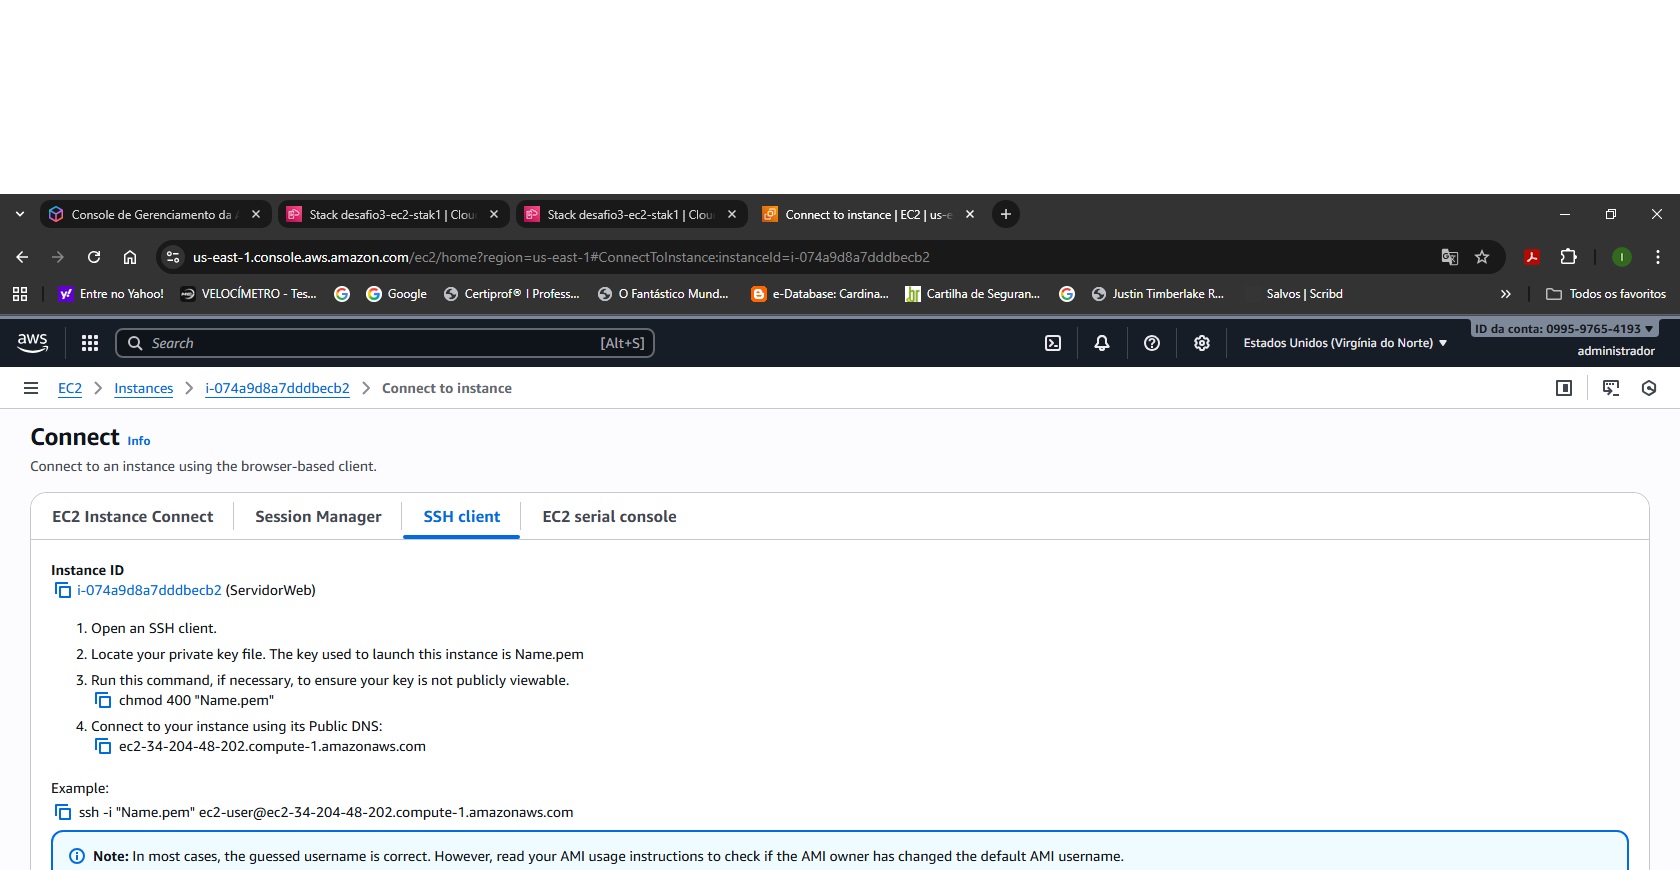 Console de Gerenciamento da
Stack desafio3-ec2-stak1 | Clou
Stack desafio3-ec2-stak1 | Clou
Connect to instance | EC2 | us-e
us-east-1.console.aws.amazon.com/ec2/home?region=us-east-1#ConnectToInstance:instanceId=i-074a9d8a7dddbecb2
Entre no Yahoo!
VELOCÍMETRO - Tes...
Google
Certiprof® I Profess...
O Fantástico Mund...
e-Database: Cardina...
Cartilha de Seguran...
Justin Timberlake R...
Salvos | Scribd
Todos os favoritos
aws
Search
[Alt+S]
Estados Unidos (Virgínia do Norte)
ID da conta: 0995-9765-4193
administrador
EC2
Instances
i-074a9d8a7dddbecb2
Connect to instance
Connect Info
Connect to an instance using the browser-based client.
EC2 Instance Connect
Session Manager
SSH client
EC2 serial console
Instance ID
i-074a9d8a7dddbecb2 (ServidorWeb)
1. Open an SSH client.
2. Locate your private key file. The key used to launch this instance is Name.pem
3. Run this command, if necessary, to ensure your key is not publicly viewable.
chmod 400 "Name.pem"
4. Connect to your instance using its Public DNS:
ec2-34-204-48-202.compute-1.amazonaws.com
Example:
ssh -i "Name.pem" ec2-user@ec2-34-204-48-202.compute-1.amazonaws.com
Note: In most cases, the guessed username is correct. However, read your AMI usage instructions to check if the AMI owner has changed the default AMI username.